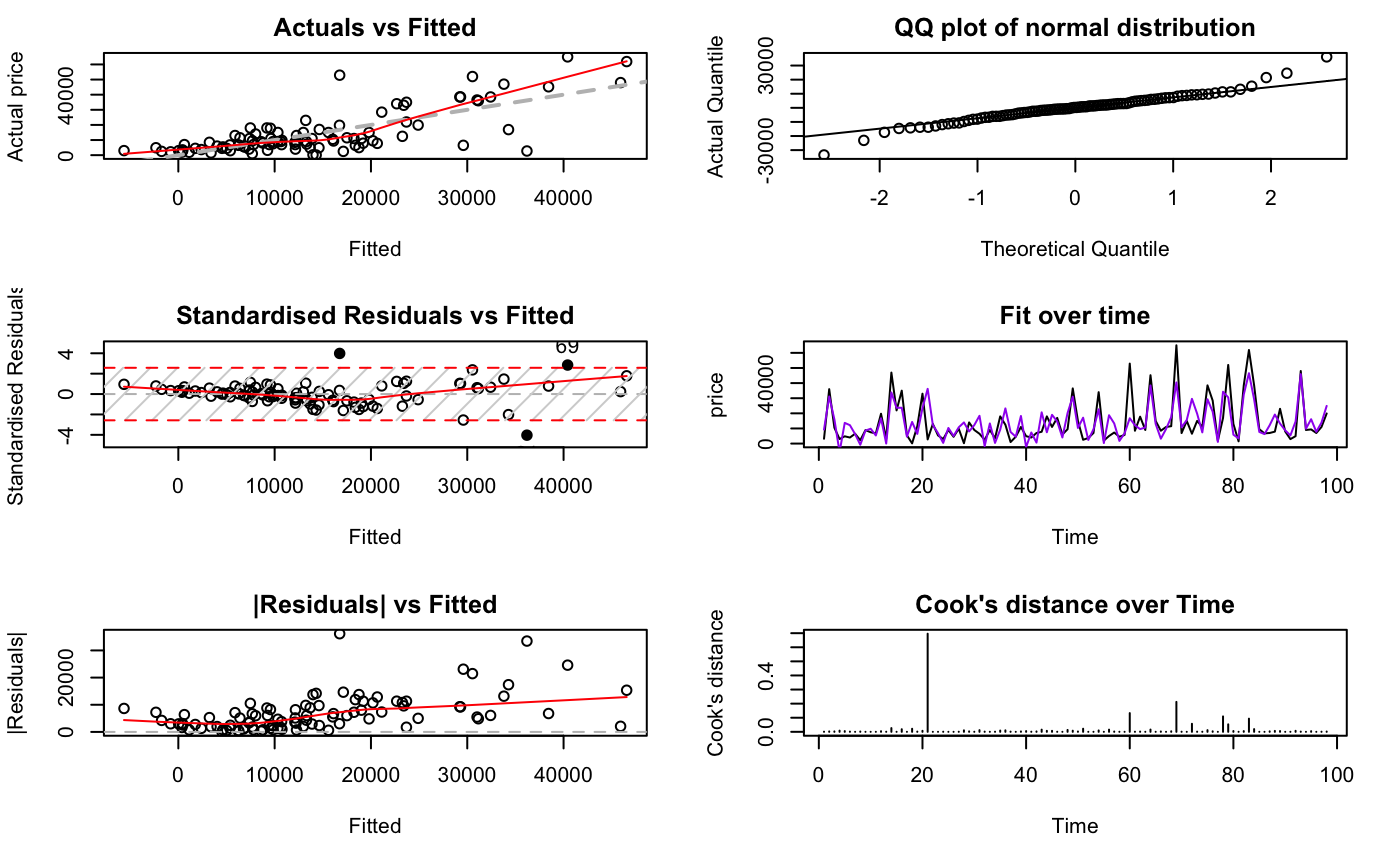 Actuals vs Fitted
Actual price
0
40000
0 10000 20000 30000 40000
Fitted
QQ plot of normal distribution
Actual Quantile
-30000
30000
-2 -1 0 1 2
Theoretical Quantile
Standardised Residuals vs Fitted
Standardised Residuals
-4
0
4
0 10000 20000 30000 40000
Fitted
Fit over time
price
0
40000
0 20 40 60 80 100
Time
|Residuals| vs Fitted
|Residuals|
0
20000
0 10000 20000 30000 40000
Fitted
Cook's distance over Time
Cook's distance
0.0
0.4
0 20 40 60 80 100
Time